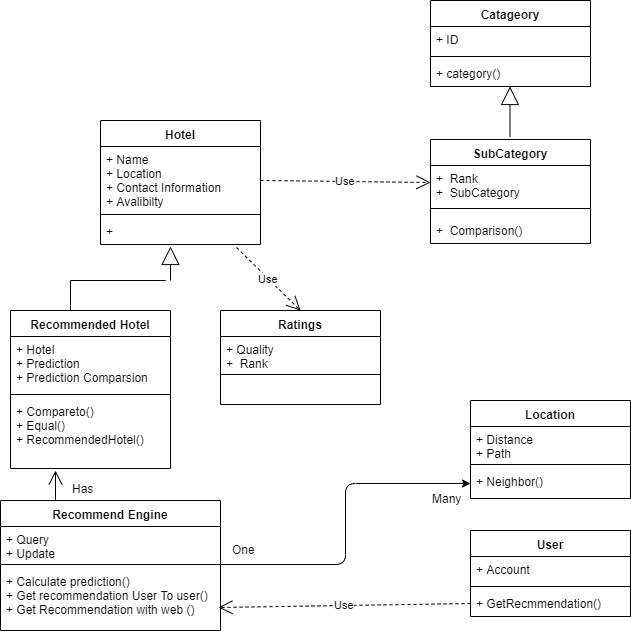 Catageory
+ ID
+ category()
Hotel
+ Name
+ Location
+ Contact Information
+ Avalibilty
+
Use
SubCategory
+ Rank
+ SubCategory
+ Comparison()
Use
Recommended Hotel
+ Hotel
+ Prediction
+ Prediction Comparsion
+ Compareto()
+ Equal()
+ RecommendedHotel()
Ratings
+ Quality
+ Rank
Location
+ Distance
+ Path
+ Neighbor()
Has
Many
Recommend Engine
+ Query
+ Update
+ Calculate prediction()
+ Get recommendation User To user()
+ Get Recommendation with web ()
One
User
+ Account
+ GetRecmmendation()
Use